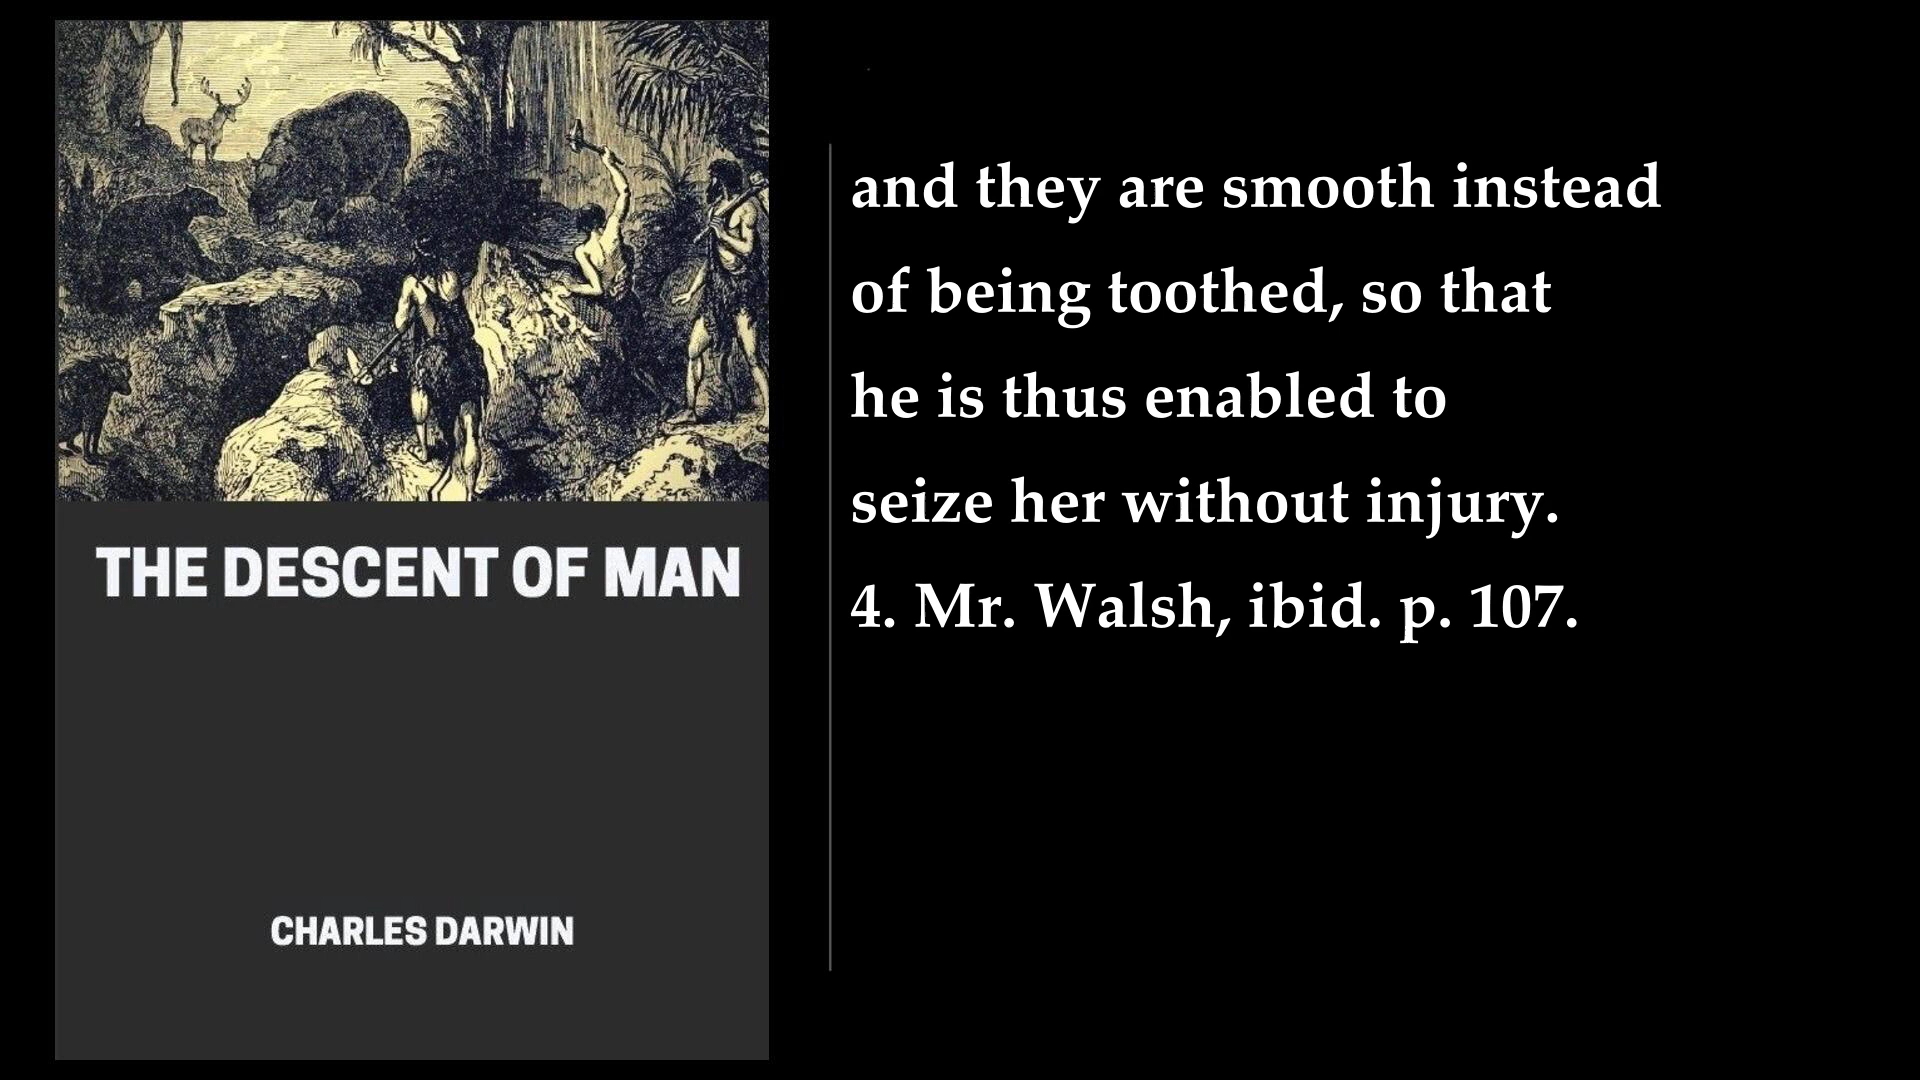 THE DESCENT OF MAN
CHARLES DARWIN
and they are smooth instead
of being toothed, so that
he is thus enabled to
seize her without injury.
4. Mr. Walsh, ibid. p. 107.